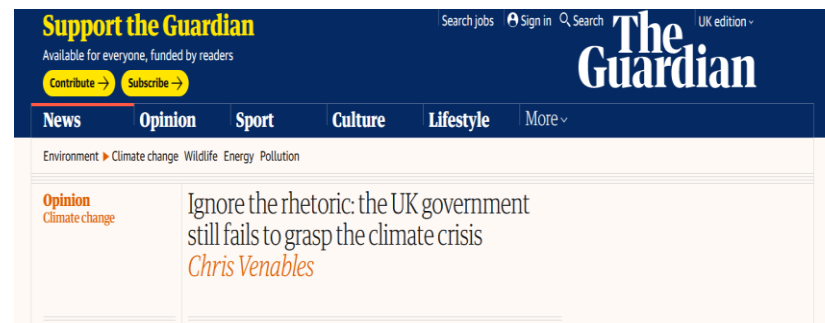 Support the Guardian
Available for everyone, funded by readers
Contribute →
Subscribe →
Search jobs
Sign in
Search
UK edition
The
Guardian
News
Opinion
Sport
Culture
Lifestyle
More
Environment
Climate change
Wildlife
Energy
Pollution
Opinion
Climate change
Ignore the rhetoric: the UK government
still fails to grasp the climate crisis
Chris Venables